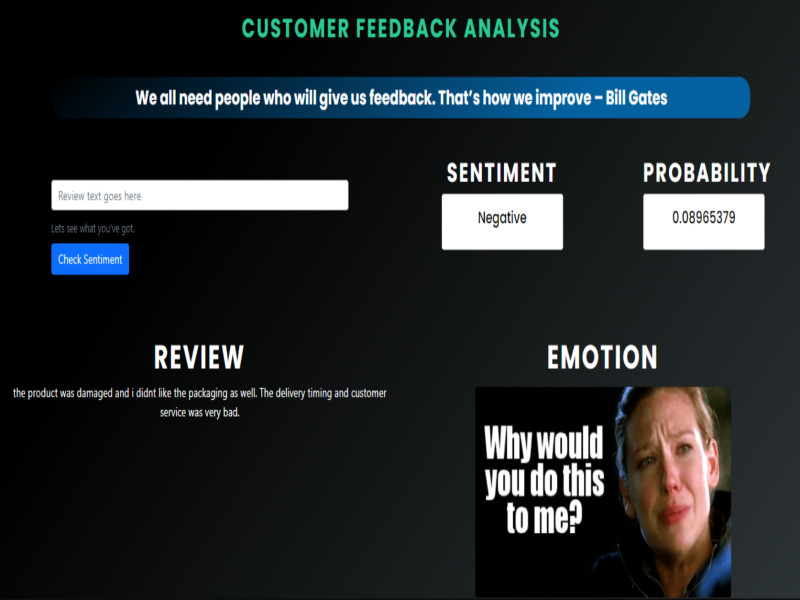 CUSTOMER FEEDBACK ANALYSIS
We all need people who will give us feedback. That's how we improve – Bill Gates
SENTIMENT
PROBABILITY
Review text goes here
Negative
0.08965379
Lets see what you've got.
Check Sentiment
REVIEW
the product was damaged and i didnt like the packaging as well. The delivery timing and customer
service was very bad.
EMOTION
Why would
you do this
to me?